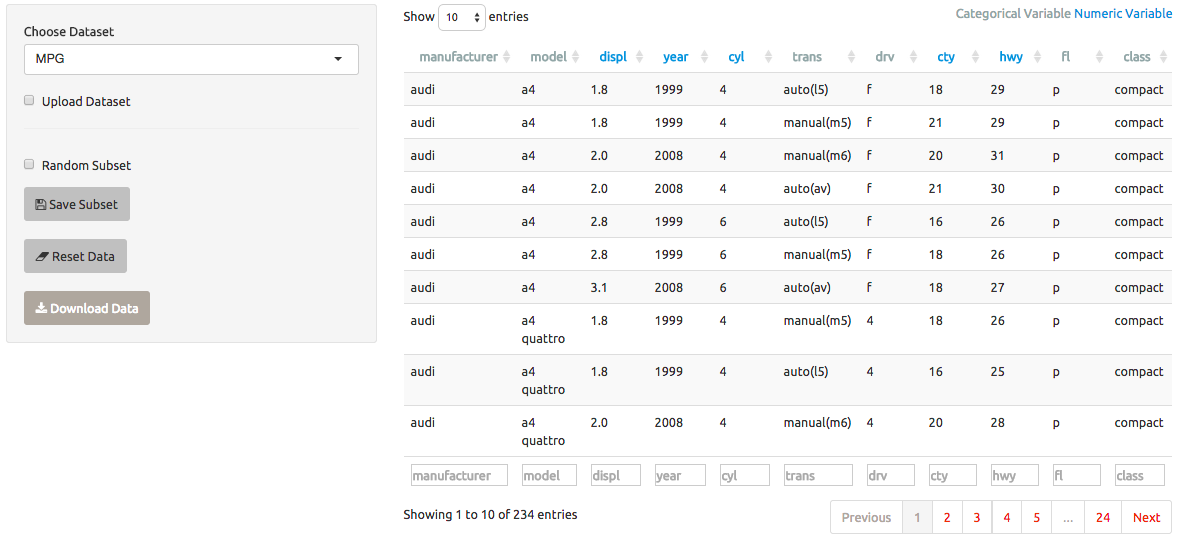 Choose Dataset
MPG
Upload Dataset
Random Subset
Save Subset
Reset Data
Download Data
Show 10 entries
Categorical Variable Numeric Variable
manufacturer model displ year cyl trans drv cty hwy fl class
audi a4 1.8 1999 4 auto(l5) f 18 29 p compact
audi a4 1.8 1999 4 manual(m5) f 21 29 p compact
audi a4 2.0 2008 4 manual(m6) f 20 31 p compact
audi a4 2.0 2008 4 auto(av) f 21 30 p compact
audi a4 2.8 1999 6 auto(l5) f 16 26 p compact
audi a4 2.8 1999 6 manual(m5) f 18 26 p compact
audi a4 3.1 2008 6 auto(av) f 18 27 p compact
audi a4 1.8 1999 4 manual(m5) 4 18 26 p compact
quattro
audi a4 1.8 1999 4 auto(l5) 4 16 25 p compact
quattro
audi a4 2.0 2008 4 manual(m6) 4 20 28 p compact
quattro
manufacturer model displ year cyl trans drv cty hwy fl class
Showing 1 to 10 of 234 entries
Previous 1 2 3 4 5 ... 24 Next